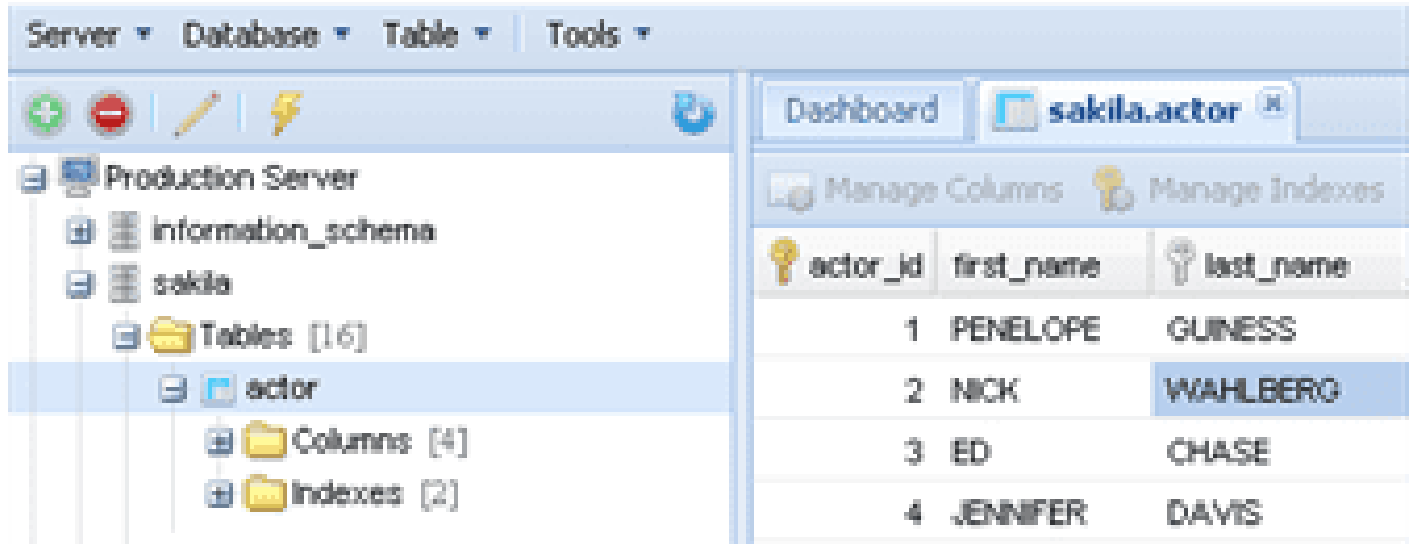 Server Database Table Tools
Dashboard sakila.actor
Production Server
information_schema
sakila
Tables [16]
actor
Columns [4]
Indexes [2]
Manage Columns Manage Indexes
actor_id first_name last_name
1 PENELOPE GUINESS
2 NICK WAHLBERG
3 ED CHASE
4 JENNIFER DAVIS